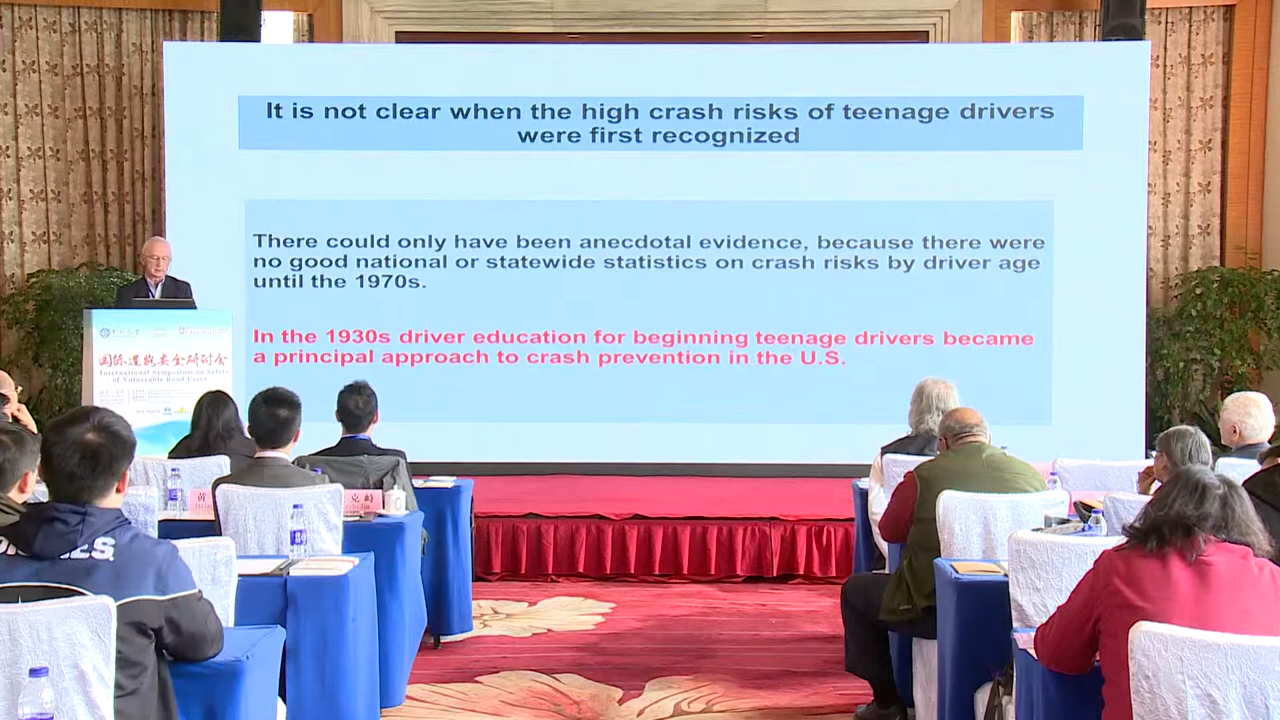 It is not clear when the high crash risks of teenage drivers
were first recognized
There could only have been anecdotal evidence, because there were
no good national or statewide statistics on crash risks by driver age
until the 1970s.
In the 1930s driver education for beginning teenage drivers became
a principal approach to crash prevention in the U.S.
国际道路安全研讨会
International Symposium on Safety
of Vulnerable Road Users
黄
克